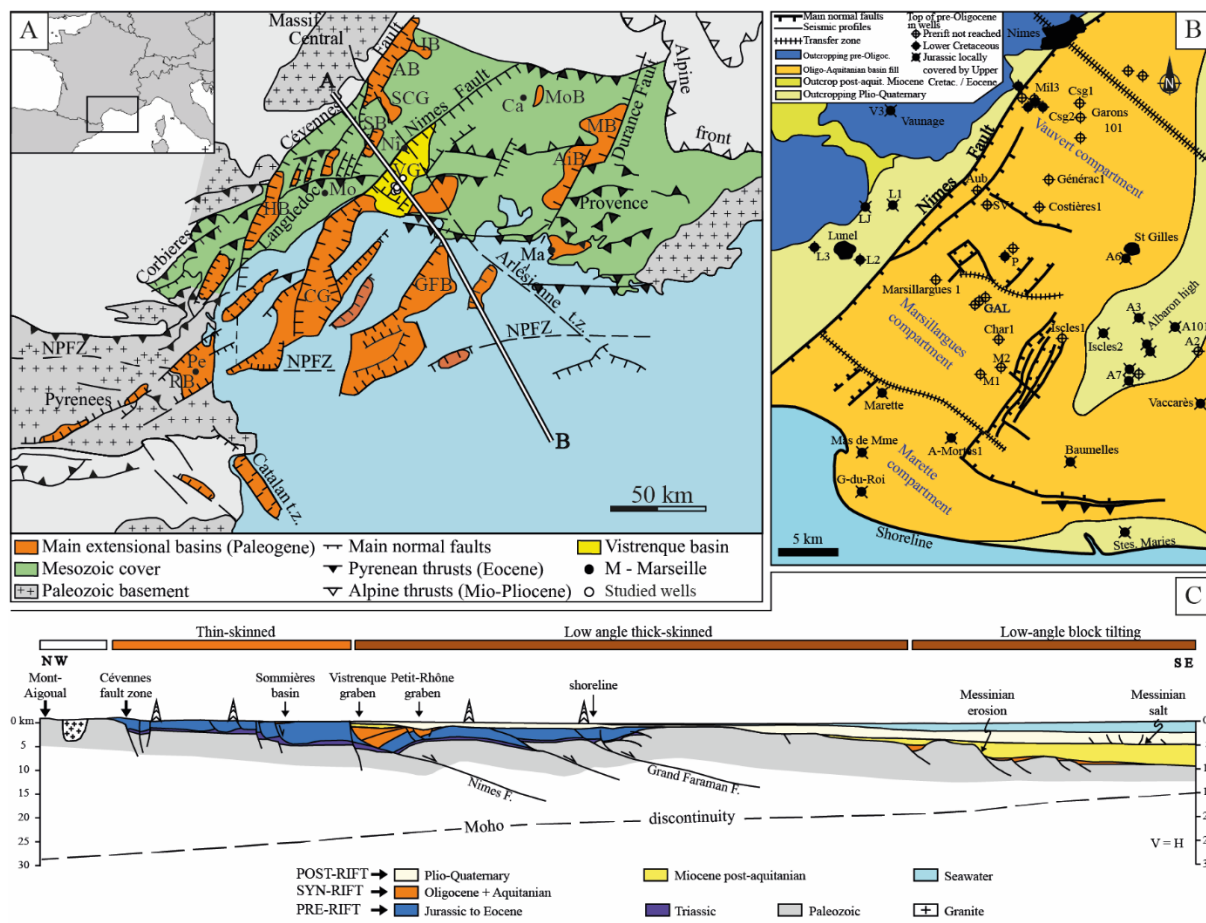 A
Massif
Central
Fault
IB
AB
A
SCG
Cévennes
SB
Ni
Nimes Fault
Ca
MoB
MB
Durance Fault
AiB
Alpine
front
VG
Mo
HB
Languedoc
Provence
Corbieres
Ma
Arlésienne
t.z.
CG
GFB
NPFZ
NPFZ
NPFZ
Pe
RB
Pyrenees
Catalan t.z.
B
50 km
Main extensional basins (Paleogene)
Main normal faults
Vistrenque basin
Mesozoic cover
Pyrenean thrusts (Eocene)
M - Marseille
Paleozoic basement
Alpine thrusts (Mio-Pliocene)
Studied wells
B
Main normal faults
Seismic profiles
Transfer zone
Outcropping pre-Oligoc.
Oligo-Aquitanian basin fill
Outcrop post-aquit. Miocene
Outcropping Plio-Quaternary
Top of pre-Oligocene
in wells
Prerift not reached
Lower Cretaceous
Jurassic locally
covered by Upper
Cretac. / Eocene
Nimes
N
V3
Vaunage
Mil3
Csg1
Csg2
Garons
101
Vauvert compartment
Nimes Fault
Aub
SV
Générac1
Costières1
L1
LJ
Lunel
L3
L2
P
St Gilles
A6
Marsillargues 1
GAL
Marsillargues
compartment
Char1
Iscles1
M2
M1
A3
Albaron high
A101
Iscles2
A2
A7
Vaccarès
Marette
Mas de Mme
A-Mortes1
Baumelles
G-du-Roi
Marette
compartment
Shoreline
5 km
Stes. Maries
C
Thin-skinned
Low angle thick-skinned
Low-angle block tilting
NW
SE
Mont-
Aigoual
Cévennes
fault zone
Sommières
basin
Vistrenque
graben
Petit-Rhône
graben
shoreline
Messinian
erosion
Messinian
salt
0 km
5
10
15
20
25
30
Nimes F.
Grand Faraman F.
Moho
discontinuity
V = H
POST-RIFT
Plio-Quaternary
Miocene post-aquitanian
Seawater
SYN-RIFT
Oligocene + Aquitanian
PRE-RIFT
Jurassic to Eocene
Triassic
Paleozoic
Granite